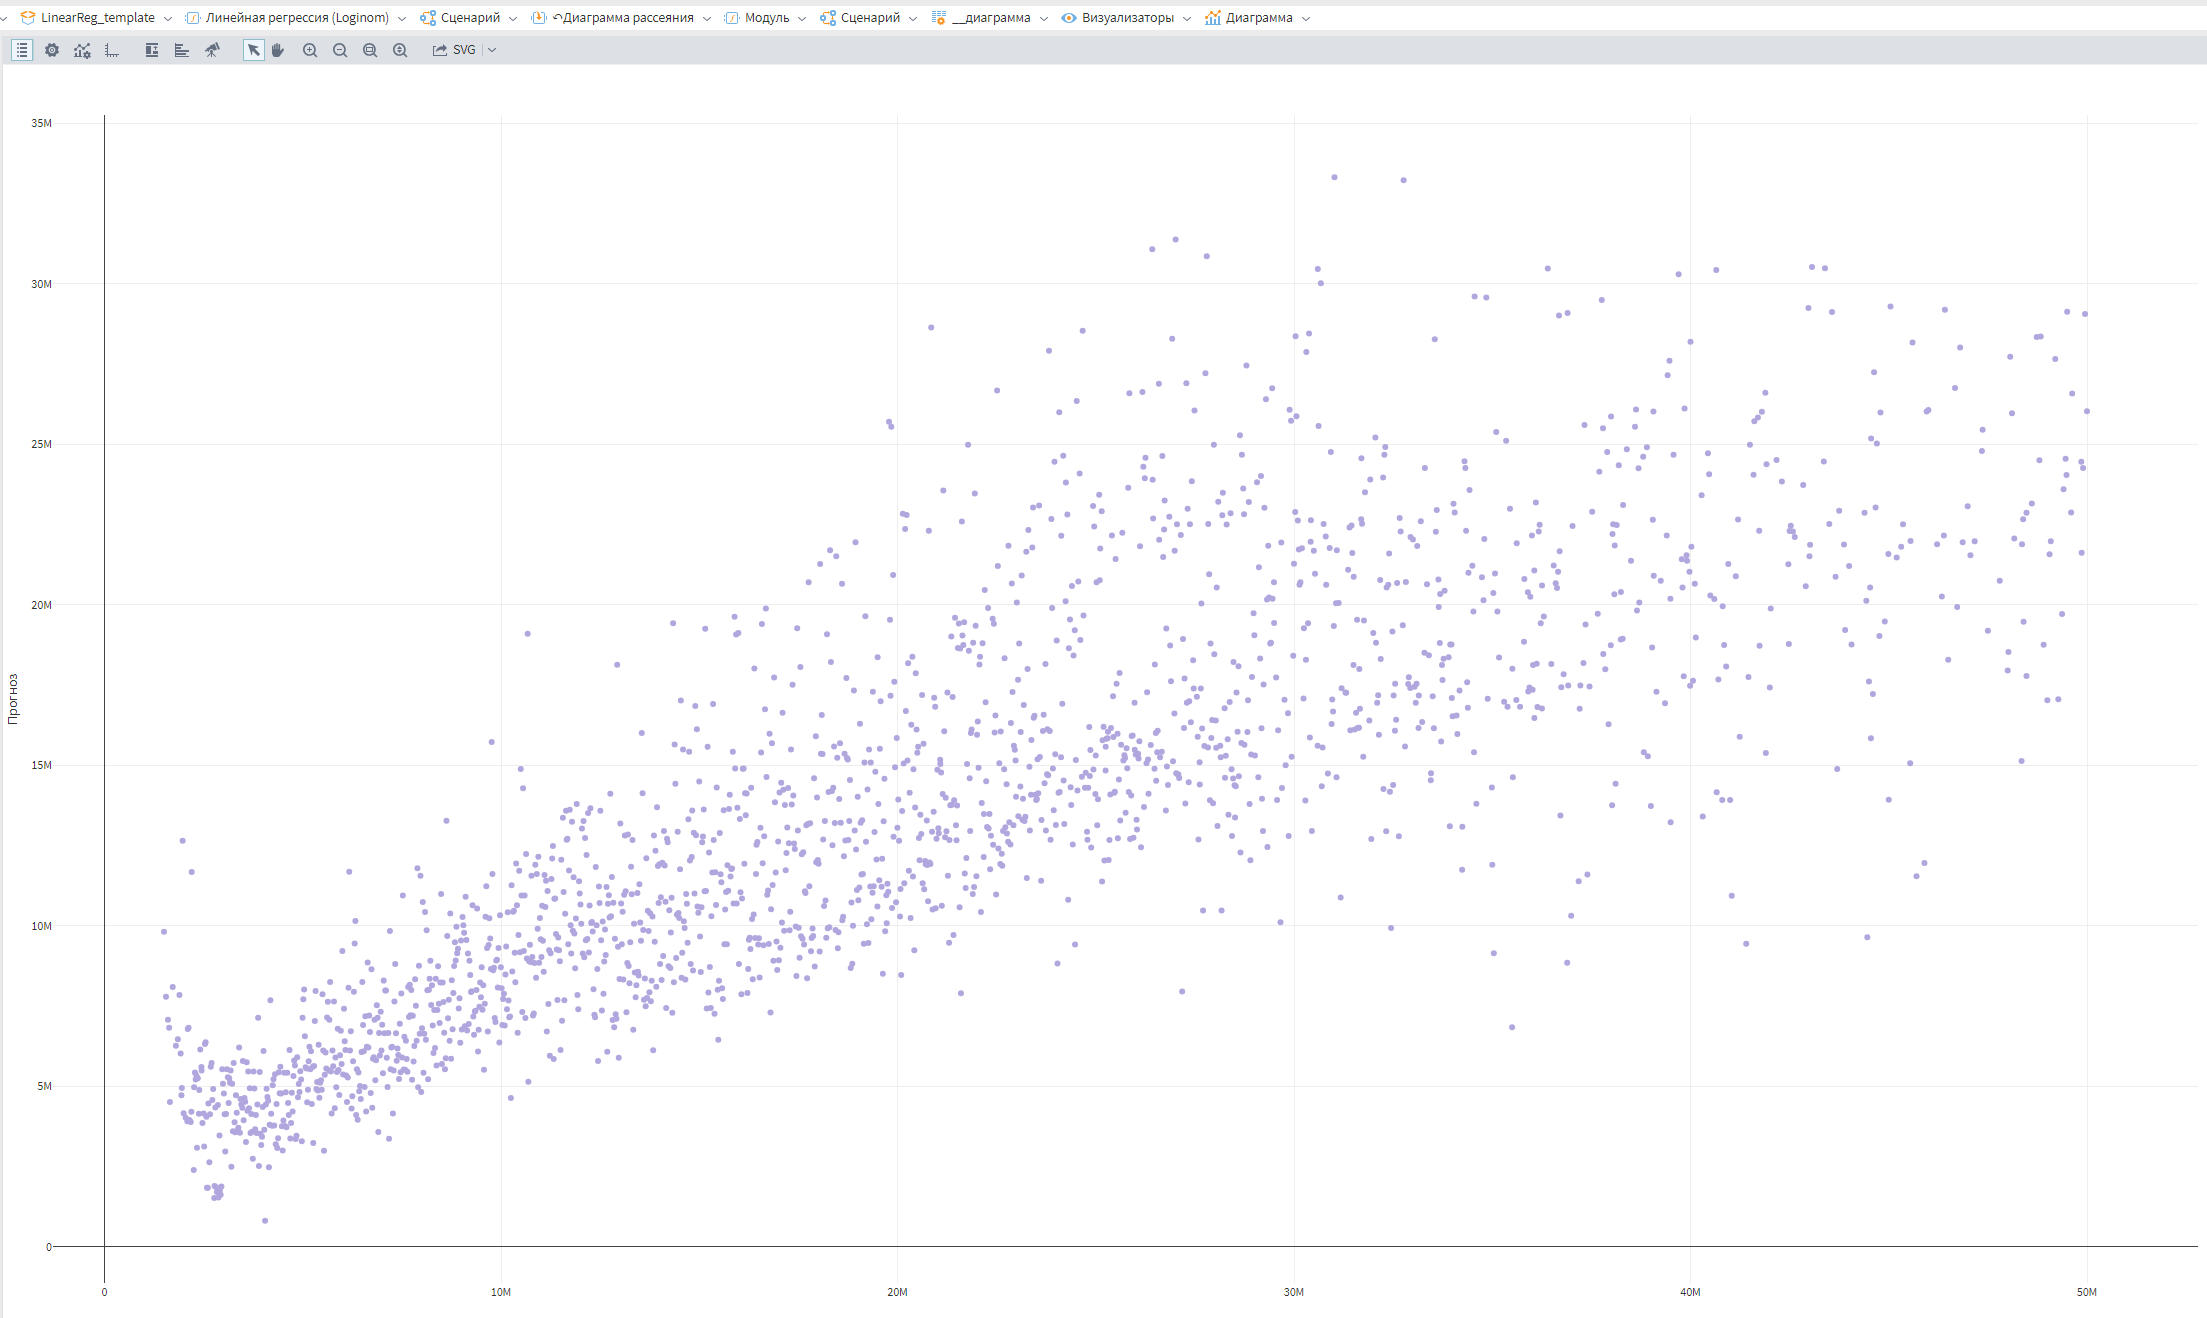 LinearReg_template Линейная регрессия (Loginom) Сценарий ↶Диаграмма рассеяния Модуль Сценарий __диаграмма Визуализаторы Диаграмма
SVG
35M
30M
25M
20M
Прогноз
15M
10M
5M
0
0 10M 20M 30M 40M 50M